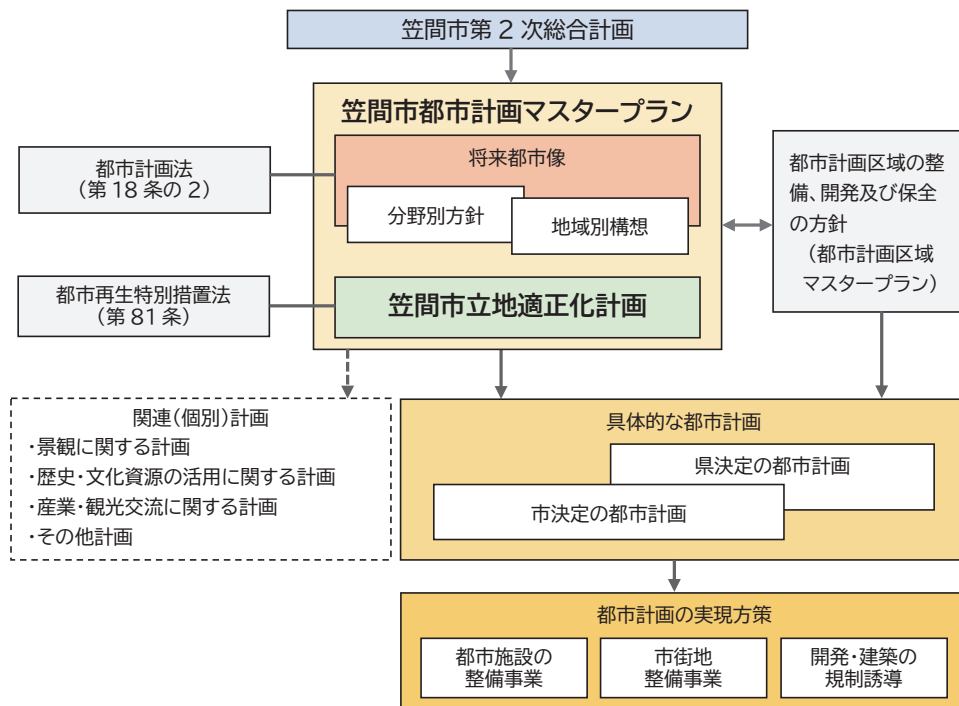 笠間市第2次総合計画
笠間市都市計画マスタープラン
将来都市像
分野別方針
地域別構想
笠間市立地適正化計画
都市計画法
（第18条の2）
都市再生特別措置法
（第81条）
都市計画区域の整
備、開発及び保全
の方針
（都市計画区域
マスタープラン）
関連（個別）計画
・景観に関する計画
・歴史・文化資源の活用に関する計画
・産業・観光交流に関する計画
・その他計画
具体的な都市計画
県決定の都市計画
市決定の都市計画
都市計画の実現方策
都市施設の
整備事業
市街地
整備事業
開発・建築の
規制誘導